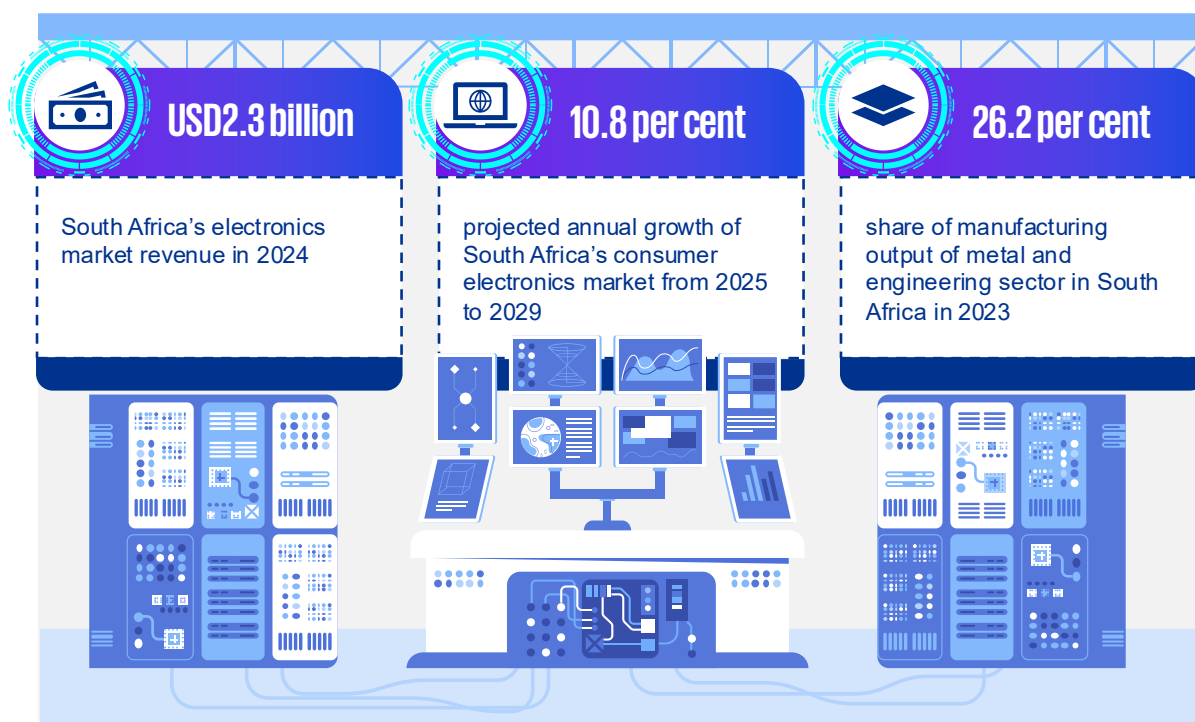 USD2.3 billion
South Africa's electronics
market revenue in 2024
10.8 per cent
projected annual growth of
South Africa's consumer
electronics market from 2025
to 2029
26.2 per cent
share of manufacturing
output of metal and
engineering sector in South
Africa in 2023